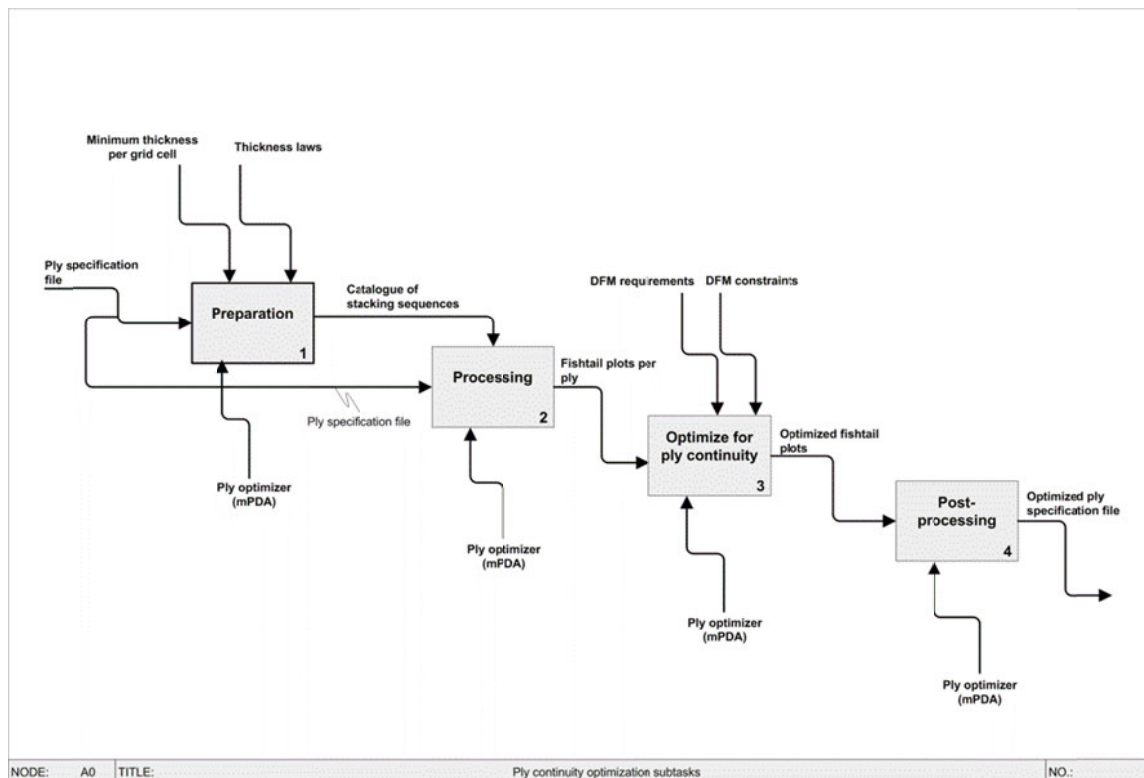 Minimum thickness
per grid cell
Thickness laws
Ply specification
file
Preparation
1
Catalogue of
stacking sequences
DFM requirements
DFM constraints
Processing
2
Fishtail plots per
ply
Ply specification file
Optimize for
ply continuity
3
Optimized fishtail
plots
Ply optimizer
(mPDA)
Post-
processing
4
Optimized ply
specification file
Ply optimizer
(mPDA)
Ply optimizer
(mPDA)
Ply optimizer
(mPDA)
NODE: A0 TITLE: Ply continuity optimization subtasks NO.: